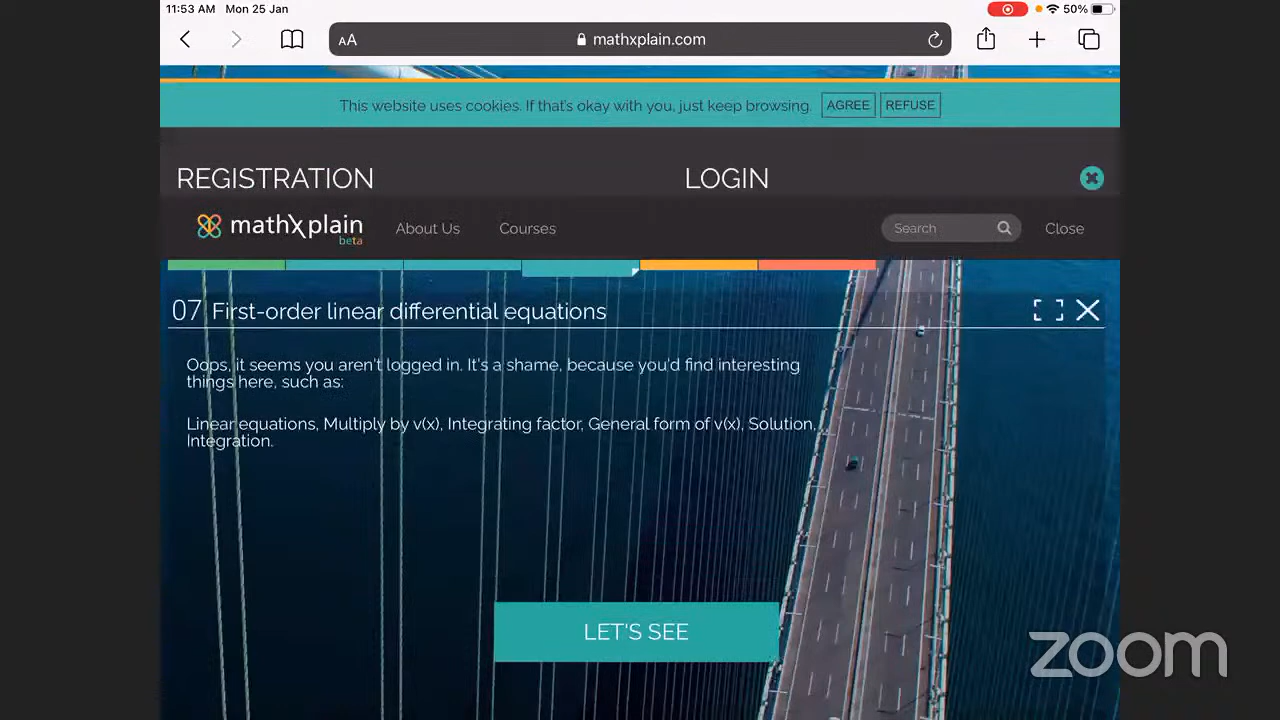 11:53 AM Mon 25 Jan 50%
AA mathxplain.com
This website uses cookies. If that's okay with you, just keep browsing. AGREE REFUSE
REGISTRATION LOGIN
mathXplain beta About Us Courses Search Close
07 First-order linear differential equations
Oops, it seems you aren't logged in. It's a shame, because you'd find interesting
things here, such as:
Linear equations, Multiply by v(x), Integrating factor, General form of v(x), Solution,
Integration.
LET'S SEE
zoom